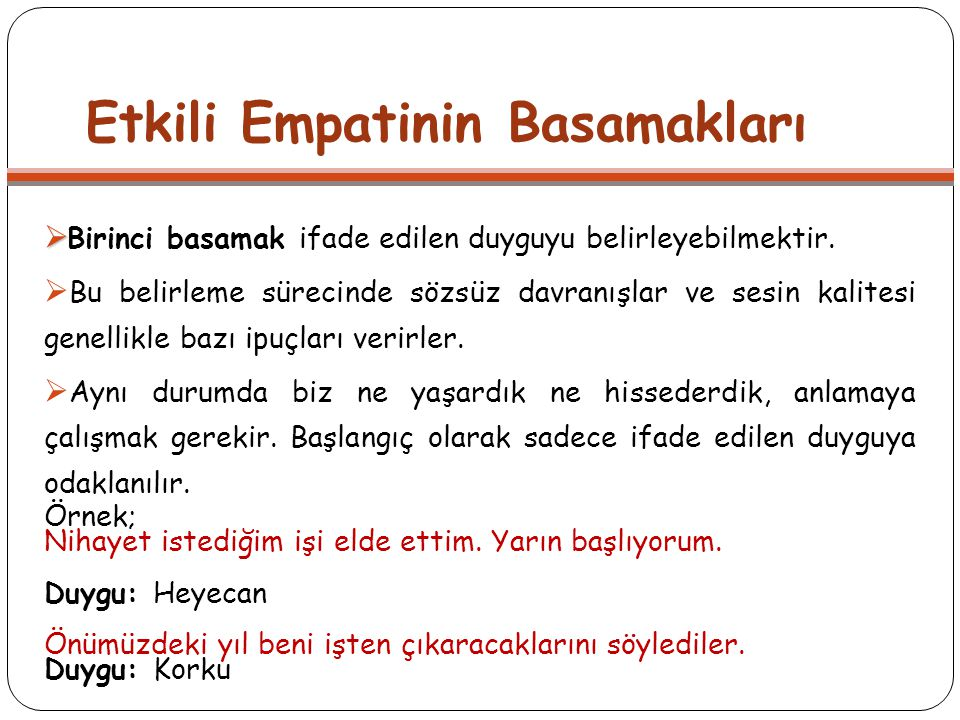 Etkili Empatinin Basamakları
➢Birinci basamak ifade edilen duyguyu belirleyebilmektir.
➢Bu belirleme sürecinde sözsüz davranışlar ve sesin kalitesi
genellikle bazı ipuçları verirler.
➢Aynı durumda biz ne yaşardık ne hissederdik, anlamaya
çalışmak gerekir. Başlangıç olarak sadece ifade edilen duyguya
odaklanılır.
Örnek;
Nihayet istediğim işi elde ettim. Yarın başlıyorum.
Duygu: Heyecan
Önümüzdeki yıl beni işten çıkaracaklarını söylediler.
Duygu: Korku